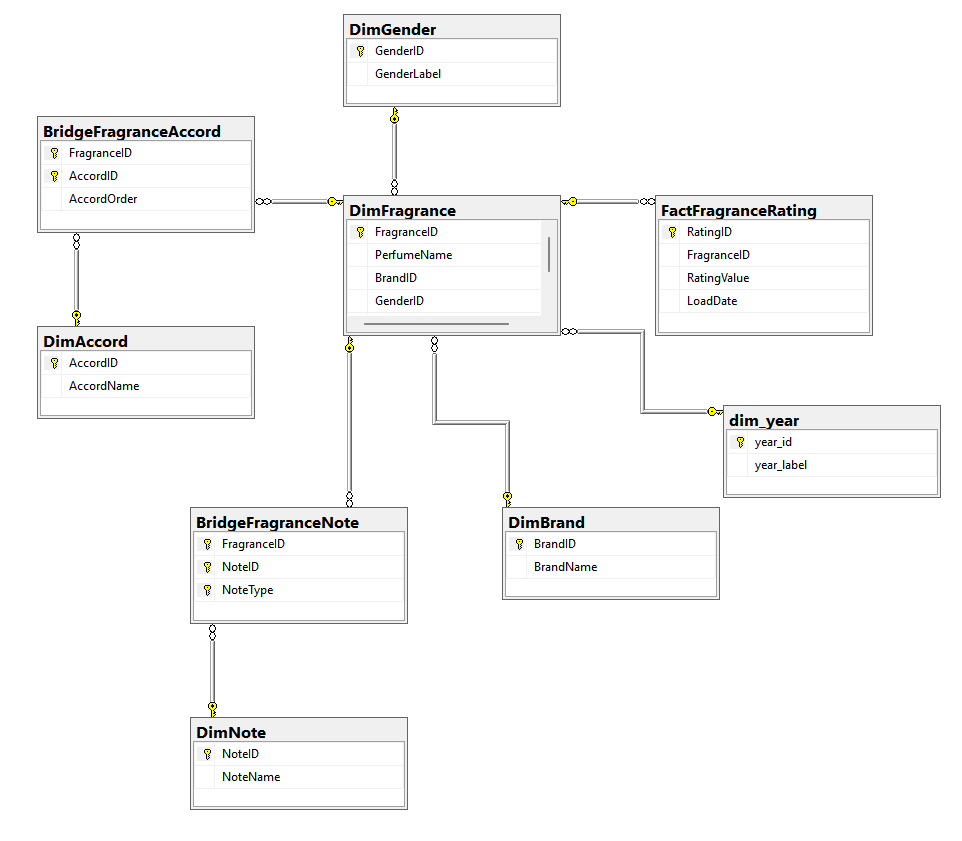 DimGender
GenderID
GenderLabel
BridgeFragranceAccord
FragranceID
AccordID
AccordOrder
DimFragrance
FragranceID
PerfumeName
BrandID
GenderID
FactFragranceRating
RatingID
FragranceID
RatingValue
LoadDate
DimAccord
AccordID
AccordName
dim_year
year_id
year_label
BridgeFragranceNote
FragranceID
NoteID
NoteType
DimBrand
BrandID
BrandName
DimNote
NoteID
NoteName